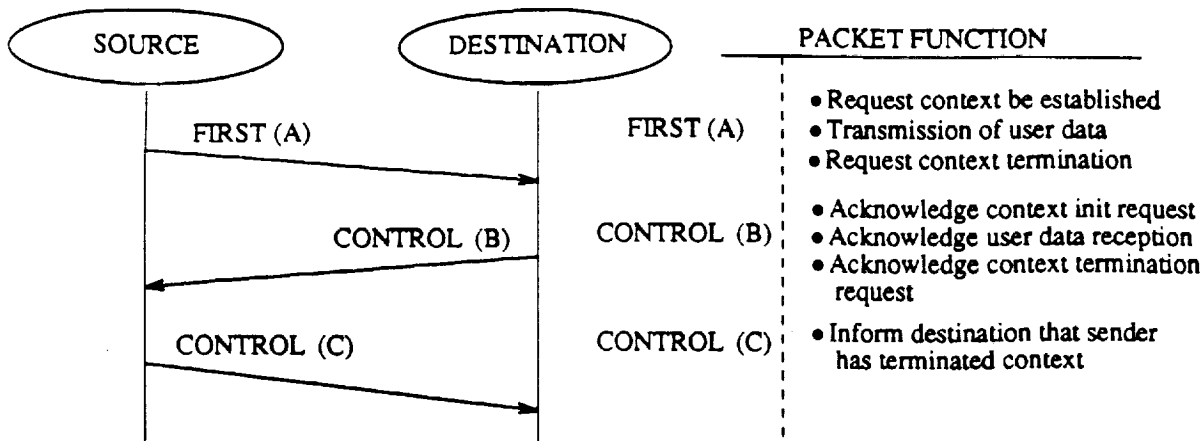 SOURCE
DESTINATION
PACKET FUNCTION
FIRST (A)
CONTROL (B)
CONTROL (C)
FIRST (A)
• Request context be established
• Transmission of user data
• Request context termination
CONTROL (B)
• Acknowledge context init request
• Acknowledge user data reception
• Acknowledge context termination
request
CONTROL (C)
• Inform destination that sender
has terminated context